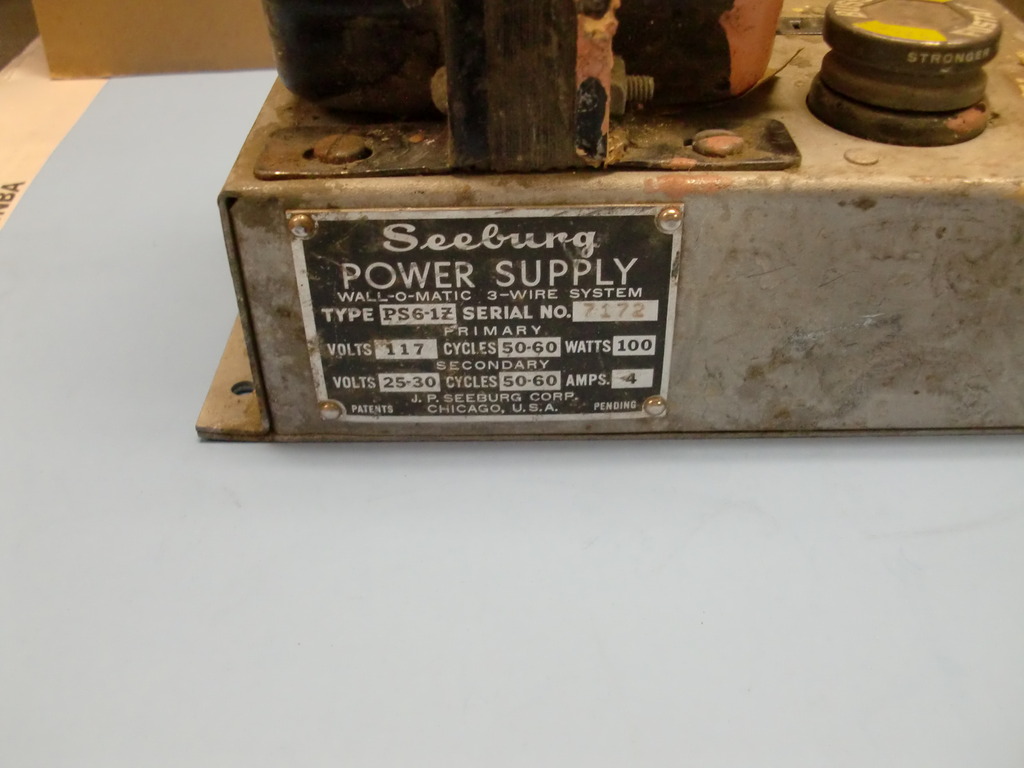 STRONGER
Seeburg
POWER SUPPLY
WALL-O-MATIC 3-WIRE SYSTEM
TYPE PS6-1Z SERIAL NO. 7172
PRIMARY
VOLTS 117 CYCLES 50-60 WATTS 100
SECONDARY
VOLTS 25-30 CYCLES 50-60 AMPS. 4
J.P. SEEBURG CORP.
PATENTS CHICAGO, U.S.A. PENDING